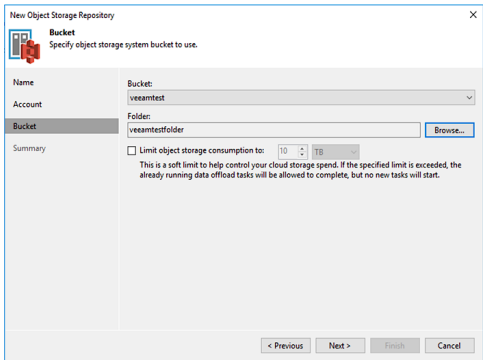 New Object Storage Repository
Bucket
Specify object storage system bucket to use.
Name
Account
Bucket
Summary
Bucket:
veeamtest
Folder:
veeamtestfolder
Browse...
Limit object storage consumption to:
10
TB
This is a soft limit to help control your cloud storage spend. If the specified limit is exceeded, the
already running data offload tasks will be allowed to complete, but no new tasks will start.
< Previous
Next >
Finish
Cancel